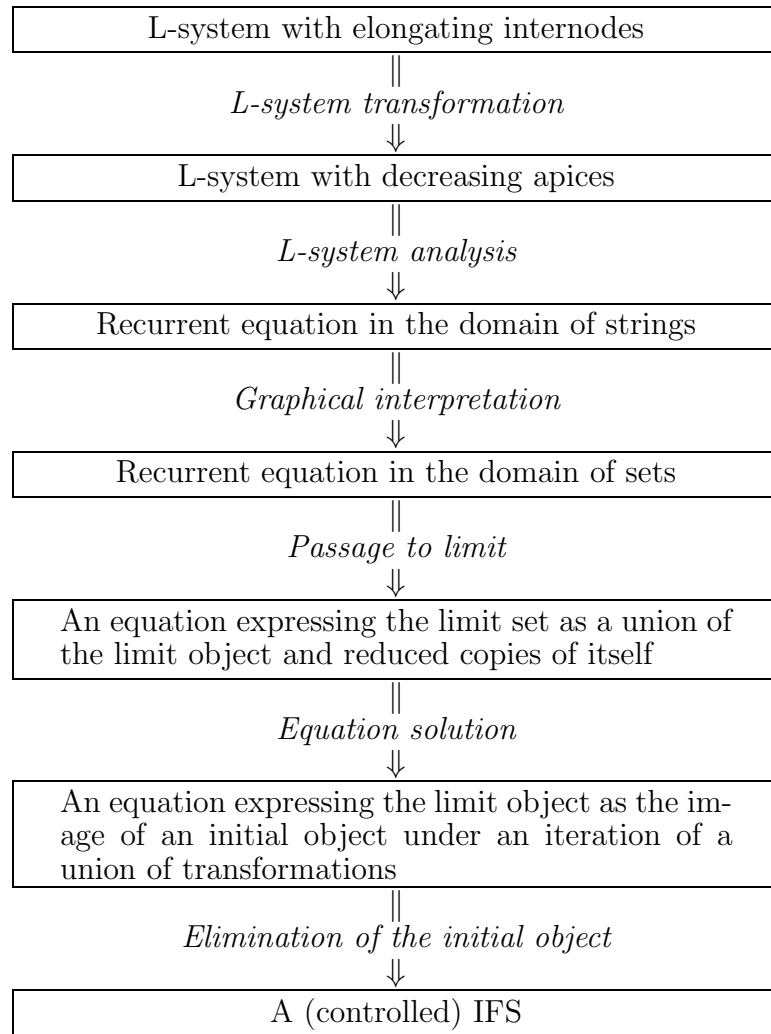 L-system with elongating internodes
L-system transformation
L-system with decreasing apices
L-system analysis
Recurrent equation in the domain of strings
Graphical interpretation
Recurrent equation in the domain of sets
Passage to limit
An equation expressing the limit set as a union of
the limit object and reduced copies of itself
Equation solution
An equation expressing the limit object as the im-
age of an initial object under an iteration of a
union of transformations
Elimination of the initial object
A (controlled) IFS